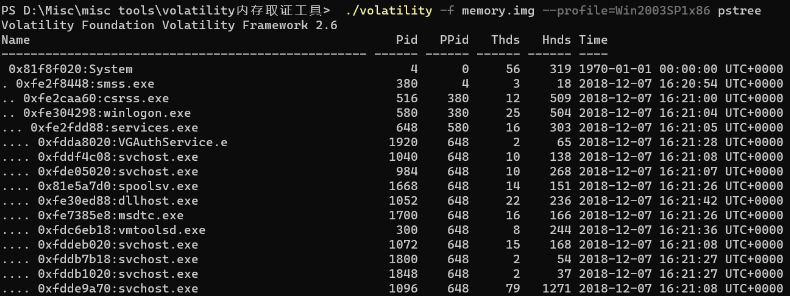 PS D:\Misc\misc tools\volatility内存取证工具>  ./volatility -f memory.img --profile=Win2003SP1x86 pstree
Volatility Foundation Volatility Framework 2.6
Name                                                  Pid   PPid   Thds   Hnds Time
-------------------------------------------------- ------ ------ ------ ------ ----
 0x81f8f020:System                                      4      0     56    319 1970-01-01 00:00:00 UTC+0000
. 0xfe2f8448:smss.exe                                 380      4      3     18 2018-12-07 16:20:54 UTC+0000
.. 0xfe2caa60:csrss.exe                               516    380     12    509 2018-12-07 16:21:00 UTC+0000
.. 0xfe304298:winlogon.exe                            580    380     25    504 2018-12-07 16:21:04 UTC+0000
... 0xfe2fdd88:services.exe                           648    580     16    303 2018-12-07 16:21:05 UTC+0000
.... 0xfdda8020:VGAuthService.e                      1920    648      2     65 2018-12-07 16:21:28 UTC+0000
.... 0xfddf4c08:svchost.exe                          1040    648     10    138 2018-12-07 16:21:08 UTC+0000
.... 0xfde05020:svchost.exe                           984    648     10    268 2018-12-07 16:21:07 UTC+0000
.... 0x81e5a7d0:spoolsv.exe                          1668    648     14    151 2018-12-07 16:21:26 UTC+0000
.... 0xfe30ed88:dllhost.exe                          1052    648     22    236 2018-12-07 16:21:42 UTC+0000
.... 0xfe7385e8:msdtc.exe                            1700    648     16    166 2018-12-07 16:21:26 UTC+0000
.... 0xfdc6eb18:vmtoolsd.exe                          300    648      8    244 2018-12-07 16:21:36 UTC+0000
.... 0xfddeb020:svchost.exe                          1072    648     15    168 2018-12-07 16:21:08 UTC+0000
.... 0xfddb7b18:svchost.exe                          1800    648      2     54 2018-12-07 16:21:27 UTC+0000
.... 0xfddb1020:svchost.exe                          1848    648      2     37 2018-12-07 16:21:27 UTC+0000
.... 0xfdde9a70:svchost.exe                          1096    648     79   1271 2018-12-07 16:21:08 UTC+0000